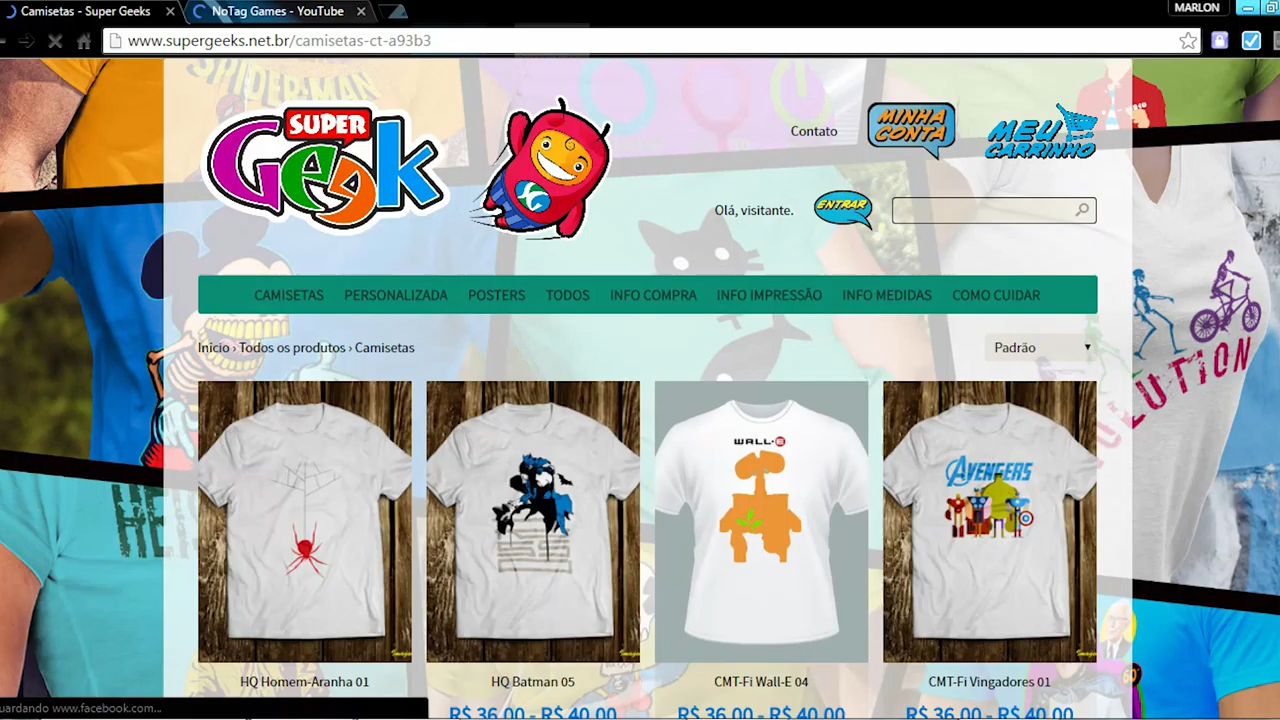 Camisetas - Super Geeks
NoTag Games - YouTube
MARLON
www.supergeeks.net.br/camisetas-ct-a93b3
SPIDER-MAN
SUPER
Geek
Contato
MINHA
CONTA
MEU
CARRINHO
Olá, visitante.
ENTRAR
CAMISETAS PERSONALIZADA POSTERS TODOS INFO COMPRA INFO IMPRESSÃO INFO MEDIDAS COMO CUIDAR
Início › Todos os produtos › Camisetas
Padrão
WALL·E
AVENGERS
HQ Homem-Aranha 01
HQ Batman 05
CMT-Fi Wall-E 04
CMT-Fi Vingadores 01
R$ 36,00 - R$ 40,00
R$ 36,00 - R$ 40,00
R$ 36,00 - R$ 40,00
uardando www.facebook.com...